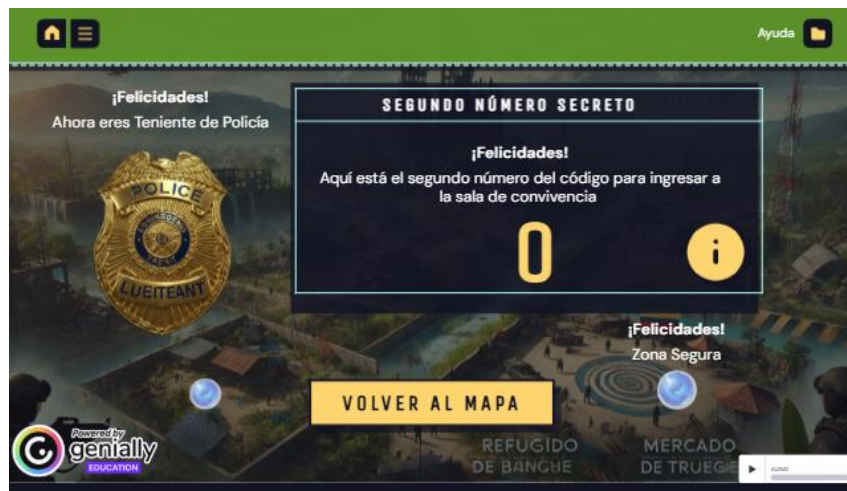 Ayuda
¡Felicidades!
Ahora eres Teniente de Policía
POLICE
LUEITEANT
SEGUNDO NÚMERO SECRETO
¡Felicidades!
Aquí está el segundo número del código para ingresar a
la sala de convivencia
0
i
¡Felicidades!
Zona Segura
VOLVER AL MAPA
Powered by
genially
EDUCATION
REFUGIDO
DE BANGHE
MERCADO
DE TRUEGE